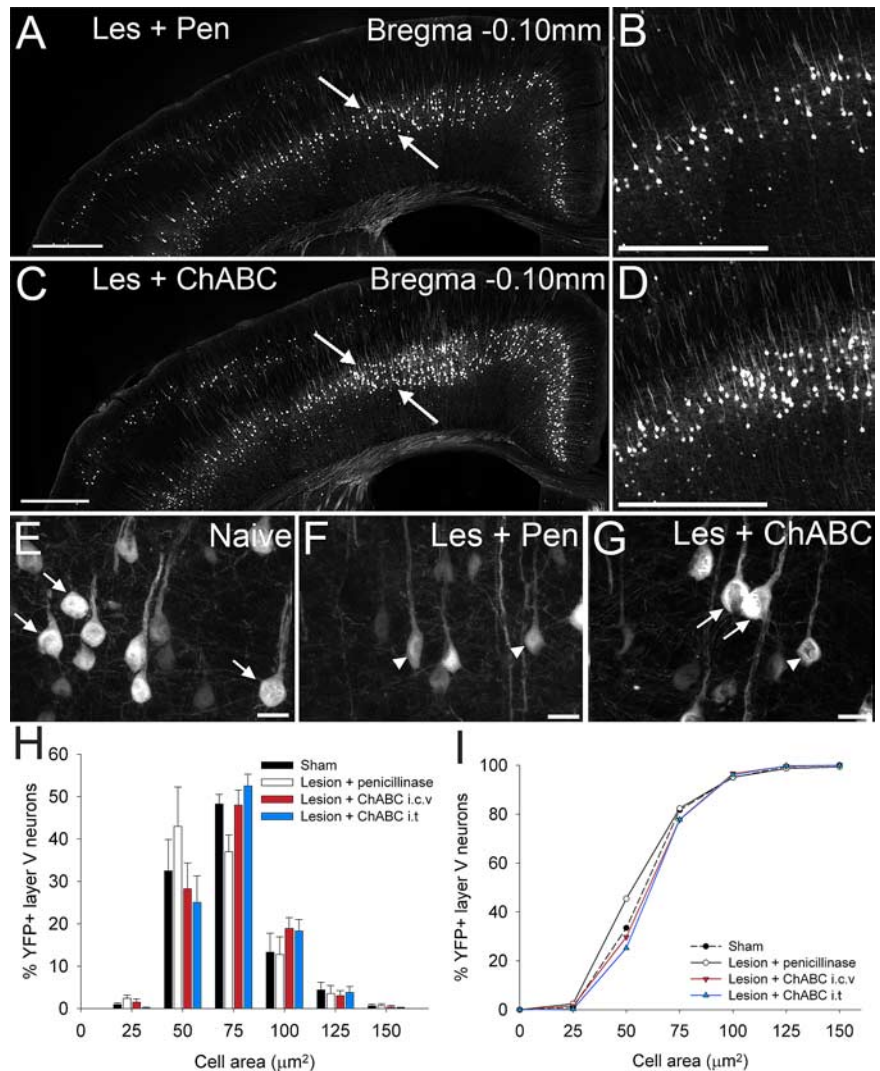 A Les + Pen Bregma -0.10mm
B
C Les + ChABC Bregma -0.10mm
D
E Naive
F Les + Pen
G Les + ChABC
H
60
50
40
30
20
10
0
% YFP+ layer V neurons
Sham
Lesion + penicillinase
Lesion + ChABC i.c.v
Lesion + ChABC i.t
0 25 50 75 100 125 150
Cell area (μm²)
I
100
80
60
40
20
0
% YFP+ layer V neurons
Sham
Lesion + penicillinase
Lesion + ChABC i.c.v
Lesion + ChABC i.t
0 25 50 75 100 125 150
Cell area (μm²)